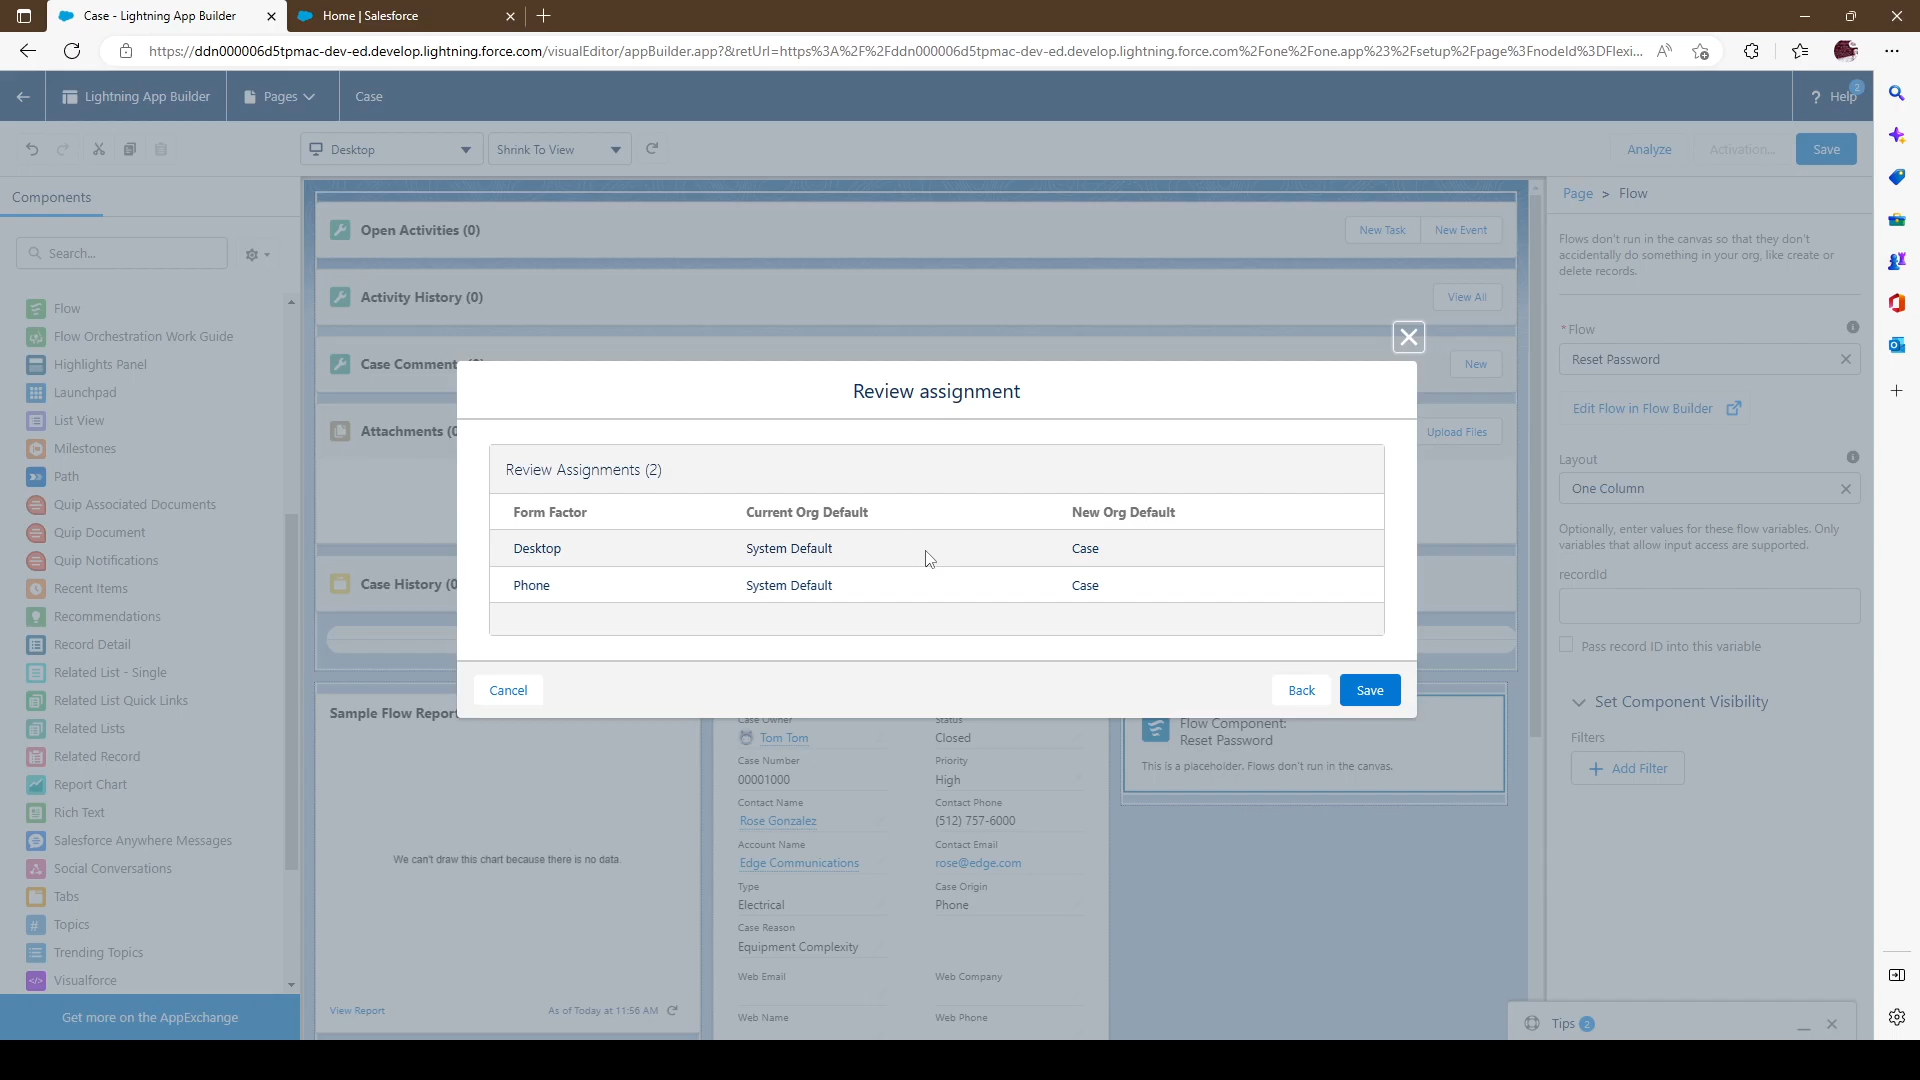 Case - Lightning App Builder
Home | Salesforce
https://ddn000006d5tpmac-dev-ed.develop.lightning.force.com/visualEditor/appBuilder.app?&retUrl=https%3A%2F%2Fddn000006d5tpmac-dev-ed.develop.lightning.force.com%2Fone%2Fone.app%23%2Fsetup%2Fpage%3FnodeId%3DFlexi...
Lightning App Builder
Pages
Case
? Help
2
Desktop
Shrink To View
Analyze
Activation...
Save
Components
Search...
Flow
Flow Orchestration Work Guide
Highlights Panel
Launchpad
List View
Milestones
Path
Quip Associated Documents
Quip Document
Quip Notifications
Recent Items
Recommendations
Record Detail
Related List - Single
Related List Quick Links
Related Lists
Related Record
Report Chart
Rich Text
Salesforce Anywhere Messages
Social Conversations
Tabs
Topics
Trending Topics
Visualforce
Get more on the AppExchange
Open Activities (0)
New Task
New Event
Activity History (0)
View All
Case Comment
New
Attachments (0
Upload Files
Case History (0
Review assignment
Review Assignments (2)
Form Factor Current Org Default New Org Default
Desktop System Default Case
Phone System Default Case
Cancel
Back
Save
Sample Flow Report
We can't draw this chart because there is no data.
View Report
As of Today at 11:56 AM
Case Owner
Tom Tom
Status
Closed
Case Number
00001000
Priority
High
Contact Name
Rose Gonzalez
Contact Phone
(512) 757-6000
Account Name
Edge Communications
Contact Email
rose@edge.com
Type
Electrical
Case Origin
Phone
Case Reason
Equipment Complexity
Web Email
Web Company
Web Name
Web Phone
Flow Component:
Reset Password
This is a placeholder. Flows don't run in the canvas.
Page > Flow
Flows don't run in the canvas so that they don't
accidentally do something in your org, like create or
delete records.
* Flow
Reset Password
Edit Flow in Flow Builder
Layout
One Column
Optionally, enter values for these flow variables. Only
variables that allow input access are supported.
recordId
Pass record ID into this variable
Set Component Visibility
Filters
+ Add Filter
Tips 2